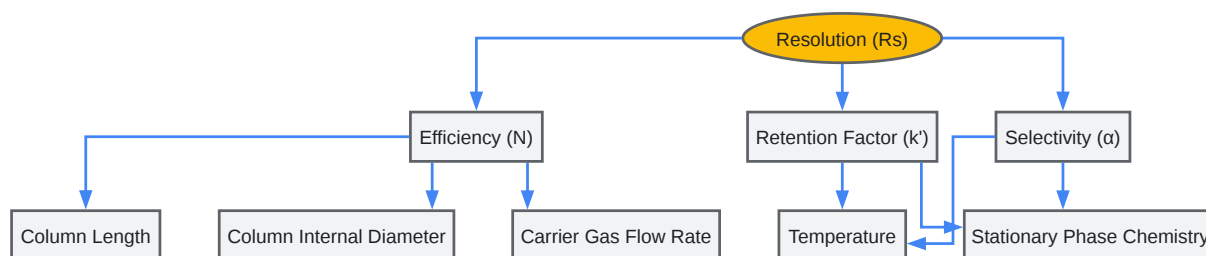 Resolution (Rs)
Efficiency (N)
Retention Factor (k')
Selectivity (α)
Column Length
Column Internal Diameter
Carrier Gas Flow Rate
Temperature
Stationary Phase Chemistry